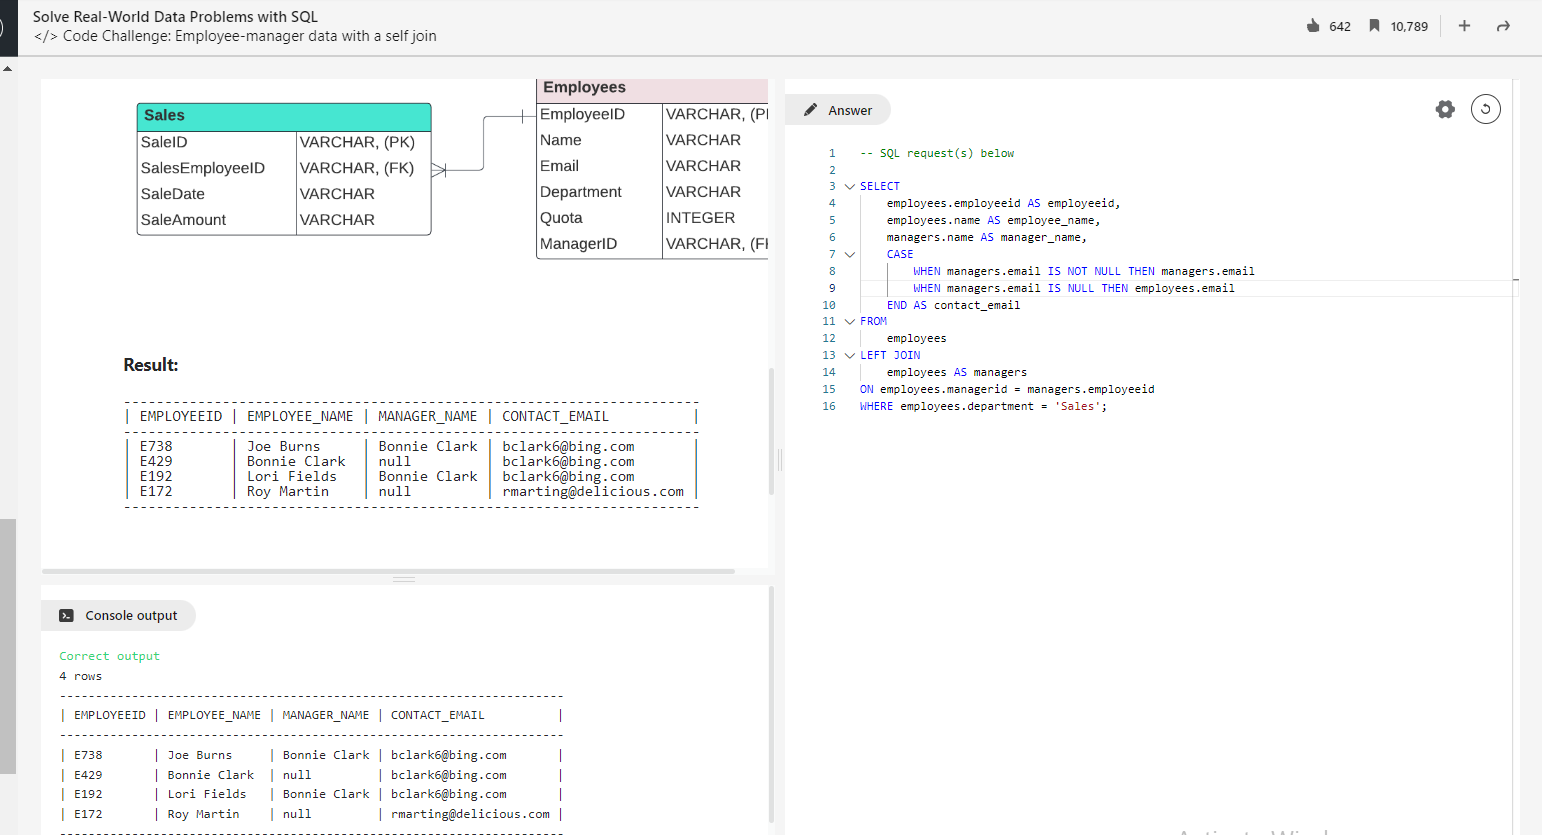 Solve Real-World Data Problems with SQL
</> Code Challenge: Employee-manager data with a self join
642
10,789
Sales
SaleID VARCHAR, (PK)
SalesEmployeeID VARCHAR, (FK)
SaleDate VARCHAR
SaleAmount VARCHAR
Employees
EmployeeID VARCHAR, (
Name VARCHAR
Email VARCHAR
Department VARCHAR
Quota INTEGER
ManagerID VARCHAR, (
Result:
| EMPLOYEEID | EMPLOYEE_NAME | MANAGER_NAME | CONTACT_EMAIL |
| E738 | Joe Burns | Bonnie Clark | bclark6@bing.com |
| E429 | Bonnie Clark | null | bclark6@bing.com |
| E192 | Lori Fields | Bonnie Clark | bclark6@bing.com |
| E172 | Roy Martin | null | rmarting@delicious.com |
Console output
Correct output
4 rows
| EMPLOYEEID | EMPLOYEE_NAME | MANAGER_NAME | CONTACT_EMAIL |
| E738 | Joe Burns | Bonnie Clark | bclark6@bing.com |
| E429 | Bonnie Clark | null | bclark6@bing.com |
| E192 | Lori Fields | Bonnie Clark | bclark6@bing.com |
| E172 | Roy Martin | null | rmarting@delicious.com |
Answer
1 -- SQL request(s) below
2
3 SELECT
4 employees.employeeid AS employeeid,
5 employees.name AS employee_name,
6 managers.name AS manager_name,
7 CASE
8 WHEN managers.email IS NOT NULL THEN managers.email
9 WHEN managers.email IS NULL THEN employees.email
10 END AS contact_email
11 FROM
12 employees
13 LEFT JOIN
14 employees AS managers
15 ON employees.managerid = managers.employeeid
16 WHERE employees.department = 'Sales';